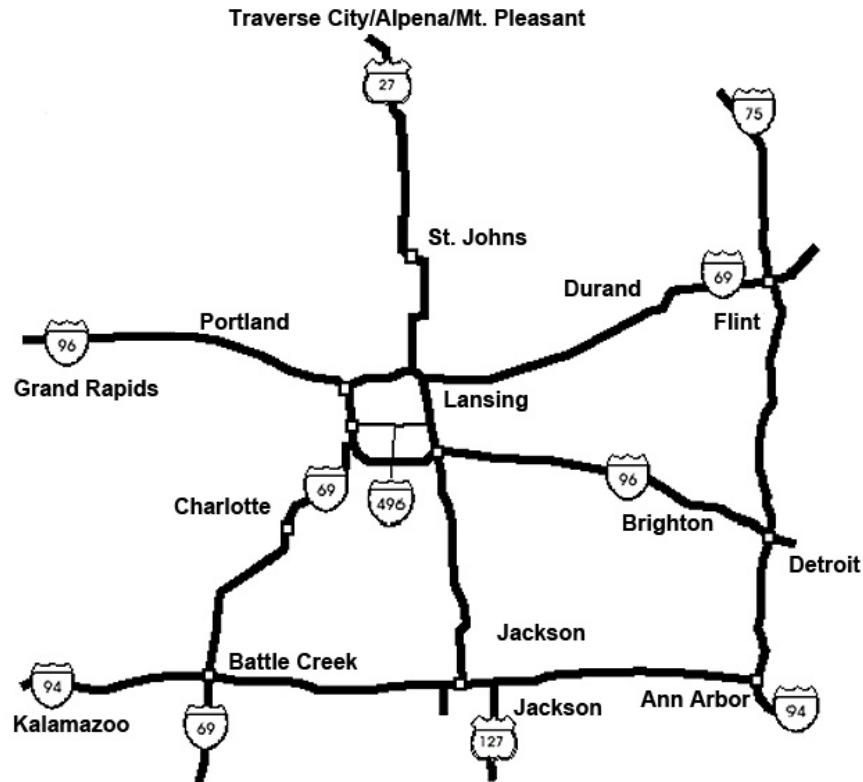 Traverse City/Alpena/Mt. Pleasant
27
75
St. Johns
69
Durand
Portland
Flint
96
Grand Rapids
Lansing
69
496
96
Charlotte
Brighton
Detroit
Jackson
Battle Creek
94
Kalamazoo
Ann Arbor
Jackson
94
69
127